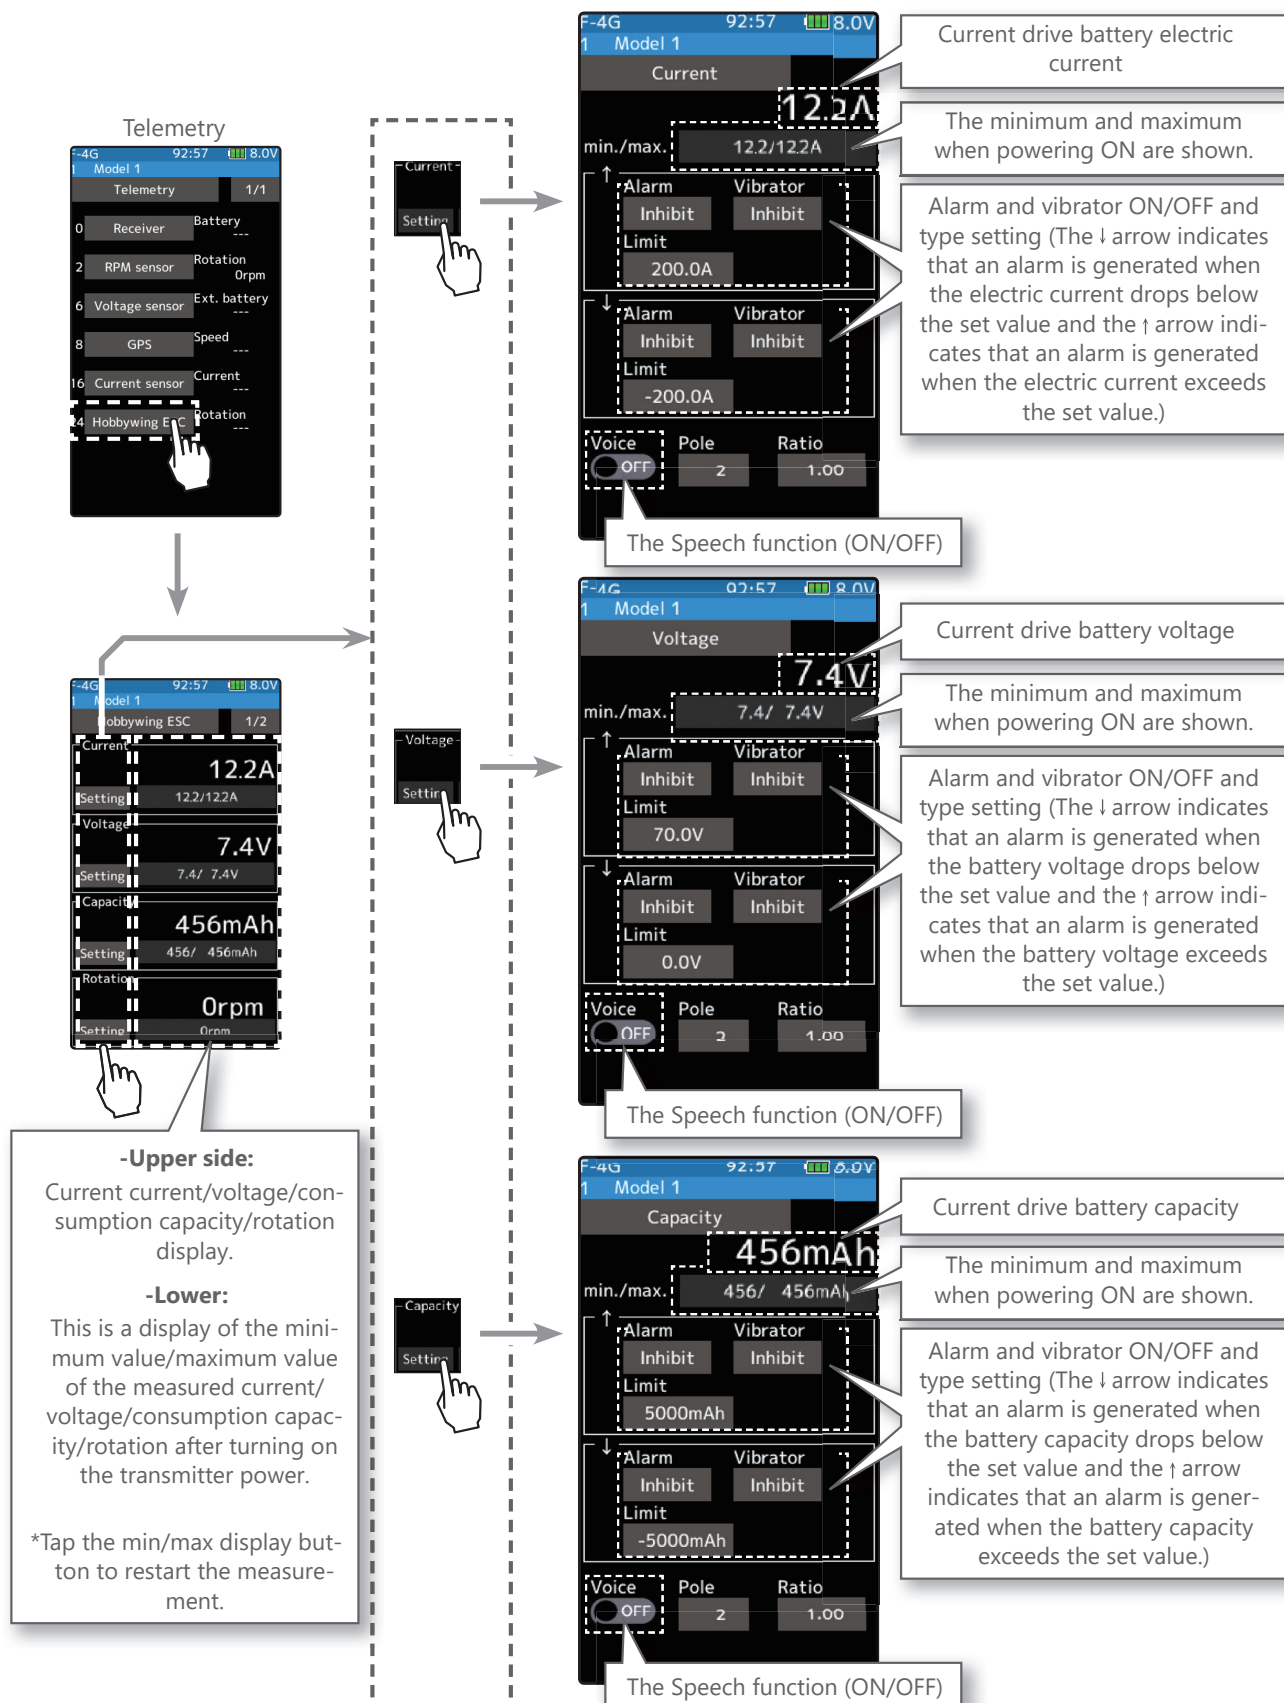 Telemetry
F-4G 92:57 8.0V
1 Model 1
Telemetry 1/1
0 Receiver Battery ---
2 RPM sensor Rotation 0rpm
6 Voltage sensor Ext. battery ---
8 GPS Speed ---
16 Current sensor Current ---
24 Hobbywing ESC Rotation ---
F-4G 92:57 8.0V
1 Model 1
Hobbywing ESC 1/2
Current
12.2A
Setting 12.2/12.2A
Voltage
7.4V
Setting 7.4/ 7.4V
Capacity
456mAh
Setting 456/ 456mAh
Rotation
0rpm
Setting 0rpm
-Upper side:
Current current/voltage/con-
sumption capacity/rotation
display.
-Lower:
This is a display of the mini-
mum value/maximum value
of the measured current/
voltage/consumption capac-
ity/rotation after turning on
the transmitter power.
*Tap the min/max display but-
ton to restart the measure-
ment.
Current
Setting
F-4G 92:57 8.0V
1 Model 1
Current
12.2A
min./max. 12.2/12.2A
↑
Alarm Vibrator
Inhibit Inhibit
Limit
200.0A
↓
Alarm Vibrator
Inhibit Inhibit
Limit
-200.0A
Voice Pole Ratio
OFF 2 1.00
Current drive battery electric
current
The minimum and maximum
when powering ON are shown.
Alarm and vibrator ON/OFF and
type setting (The ↓ arrow indicates
that an alarm is generated when
the electric current drops below
the set value and the ↑ arrow indi-
cates that an alarm is generated
when the electric current exceeds
the set value.)
The Speech function (ON/OFF)
Voltage
Setting
F-4G 92:57 8.0V
1 Model 1
Voltage
7.4V
min./max. 7.4/ 7.4V
↑
Alarm Vibrator
Inhibit Inhibit
Limit
70.0V
↓
Alarm Vibrator
Inhibit Inhibit
Limit
0.0V
Voice Pole Ratio
OFF 2 1.00
Current drive battery voltage
The minimum and maximum
when powering ON are shown.
Alarm and vibrator ON/OFF and
type setting (The ↓ arrow indicates
that an alarm is generated when
the battery voltage drops below
the set value and the ↑ arrow indi-
cates that an alarm is generated
when the battery voltage exceeds
the set value.)
The Speech function (ON/OFF)
Capacity
Setting
F-4G 92:57 8.0V
1 Model 1
Capacity
456mAh
min./max. 456/ 456mAh
↑
Alarm Vibrator
Inhibit Inhibit
Limit
5000mAh
↓
Alarm Vibrator
Inhibit Inhibit
Limit
-5000mAh
Voice Pole Ratio
OFF 2 1.00
Current drive battery capacity
The minimum and maximum
when powering ON are shown.
Alarm and vibrator ON/OFF and
type setting (The ↓ arrow indicates
that an alarm is generated when
the battery capacity drops below
the set value and the ↑ arrow
indicates that an alarm is gener-
ated when the battery capacity
exceeds the set value.)
The Speech function (ON/OFF)